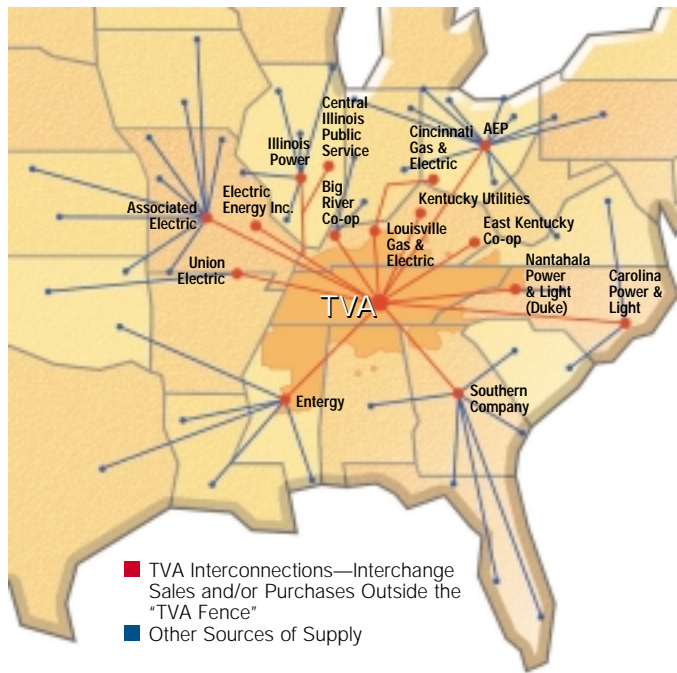 Central
Illinois
Public
Service
Illinois
Power
Cincinnati
Gas &
Electric
AEP
Big
River
Co-op
Kentucky Utilities
Electric
Energy Inc.
Associated
Electric
Louisville
Gas &
Electric
East Kentucky
Co-op
Union
Electric
Nantahala
Power
& Light
(Duke)
Carolina
Power &
Light
TVA
Entergy
Southern
Company
TVA Interconnections—Interchange
Sales and/or Purchases Outside the
“TVA Fence”
Other Sources of Supply